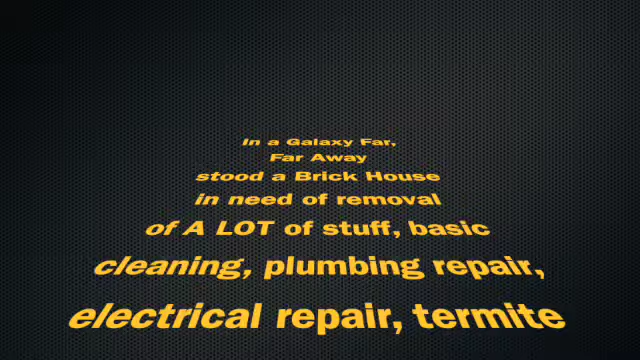 In a Galaxy Far,
Far Away
stood a Brick House
in need of removal
of A LOT of stuff, basic
cleaning, plumbing repair,
electrical repair, termite